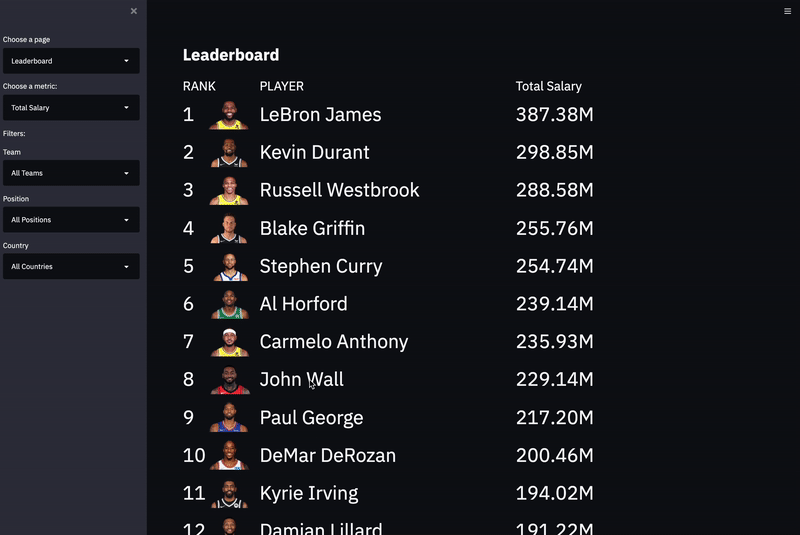 Choose a page
Leaderboard
Choose a metric:
Total Salary
Filters:
Team
All Teams
Position
All Positions
Country
All Countries
Leaderboard
RANK PLAYER Total Salary
1 LeBron James 387.38M
2 Kevin Durant 298.85M
3 Russell Westbrook 288.58M
4 Blake Griffin 255.76M
5 Stephen Curry 254.74M
6 Al Horford 239.14M
7 Carmelo Anthony 235.93M
8 John Wall 229.14M
9 Paul George 217.20M
10 DeMar DeRozan 200.46M
11 Kyrie Irving 194.02M
12 Damian Lillard 191.22M